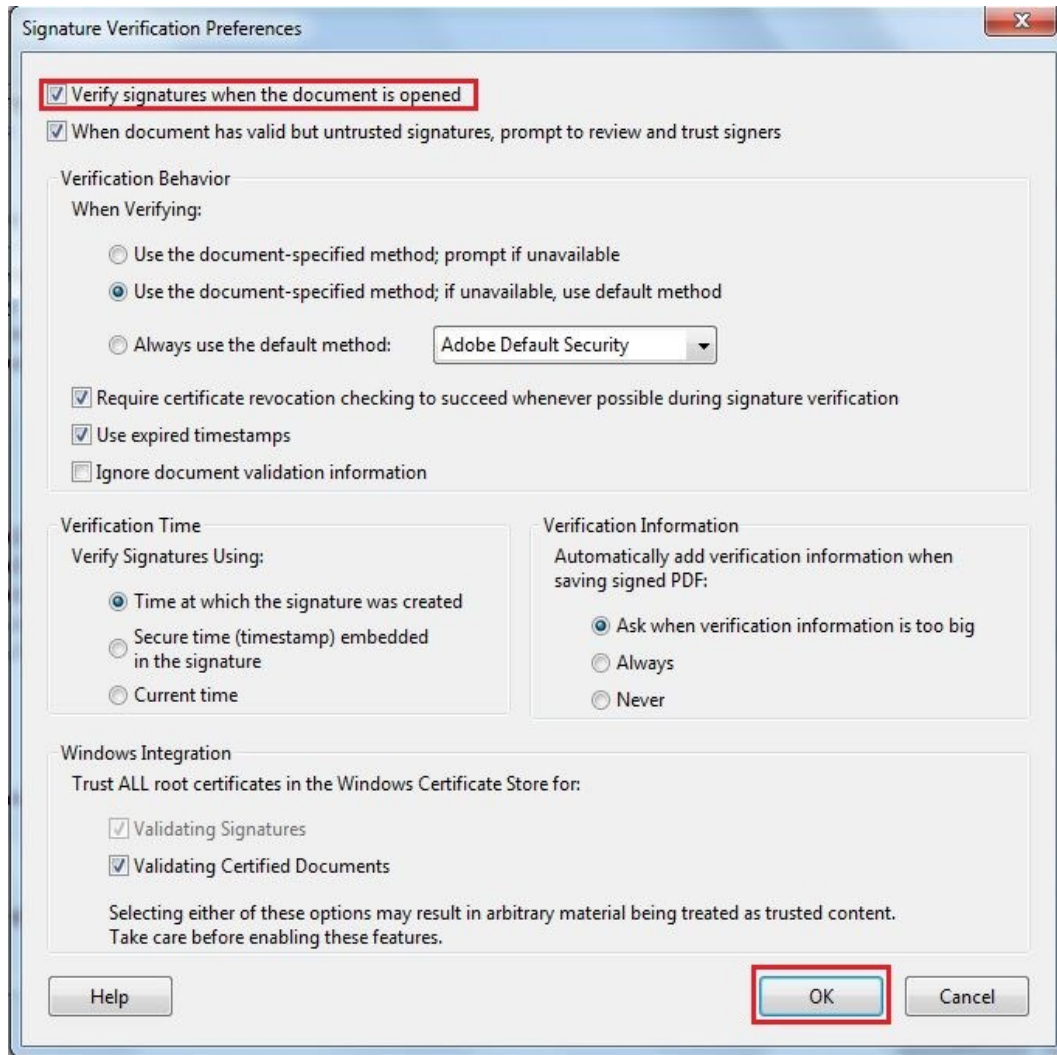 Signature Verification Preferences
Verify signatures when the document is opened
When document has valid but untrusted signatures, prompt to review and trust signers
Verification Behavior
When Verifying:
Use the document-specified method; prompt if unavailable
Use the document-specified method; if unavailable, use default method
Always use the default method: Adobe Default Security
Require certificate revocation checking to succeed whenever possible during signature verification
Use expired timestamps
Ignore document validation information
Verification Time
Verify Signatures Using:
Time at which the signature was created
Secure time (timestamp) embedded
in the signature
Current time
Verification Information
Automatically add verification information when
saving signed PDF:
Ask when verification information is too big
Always
Never
Windows Integration
Trust ALL root certificates in the Windows Certificate Store for:
Validating Signatures
Validating Certified Documents
Selecting either of these options may result in arbitrary material being treated as trusted content.
Take care before enabling these features.
Help OK Cancel